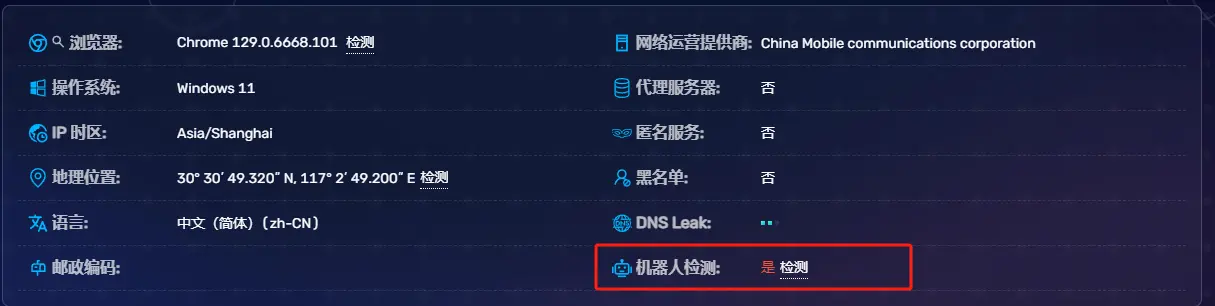 浏览器: Chrome 129.0.6668.101 检测
网络运营提供商: China Mobile communications corporation
操作系统: Windows 11
代理服务器: 否
IP 时区: Asia/Shanghai
匿名服务: 否
地理位置: 30° 30′ 49.320″ N, 117° 2′ 49.200″ E 检测
黑名单: 否
语言: 中文（简体）（zh-CN）
DNS Leak:
邮政编码:
机器人检测: 是 检测